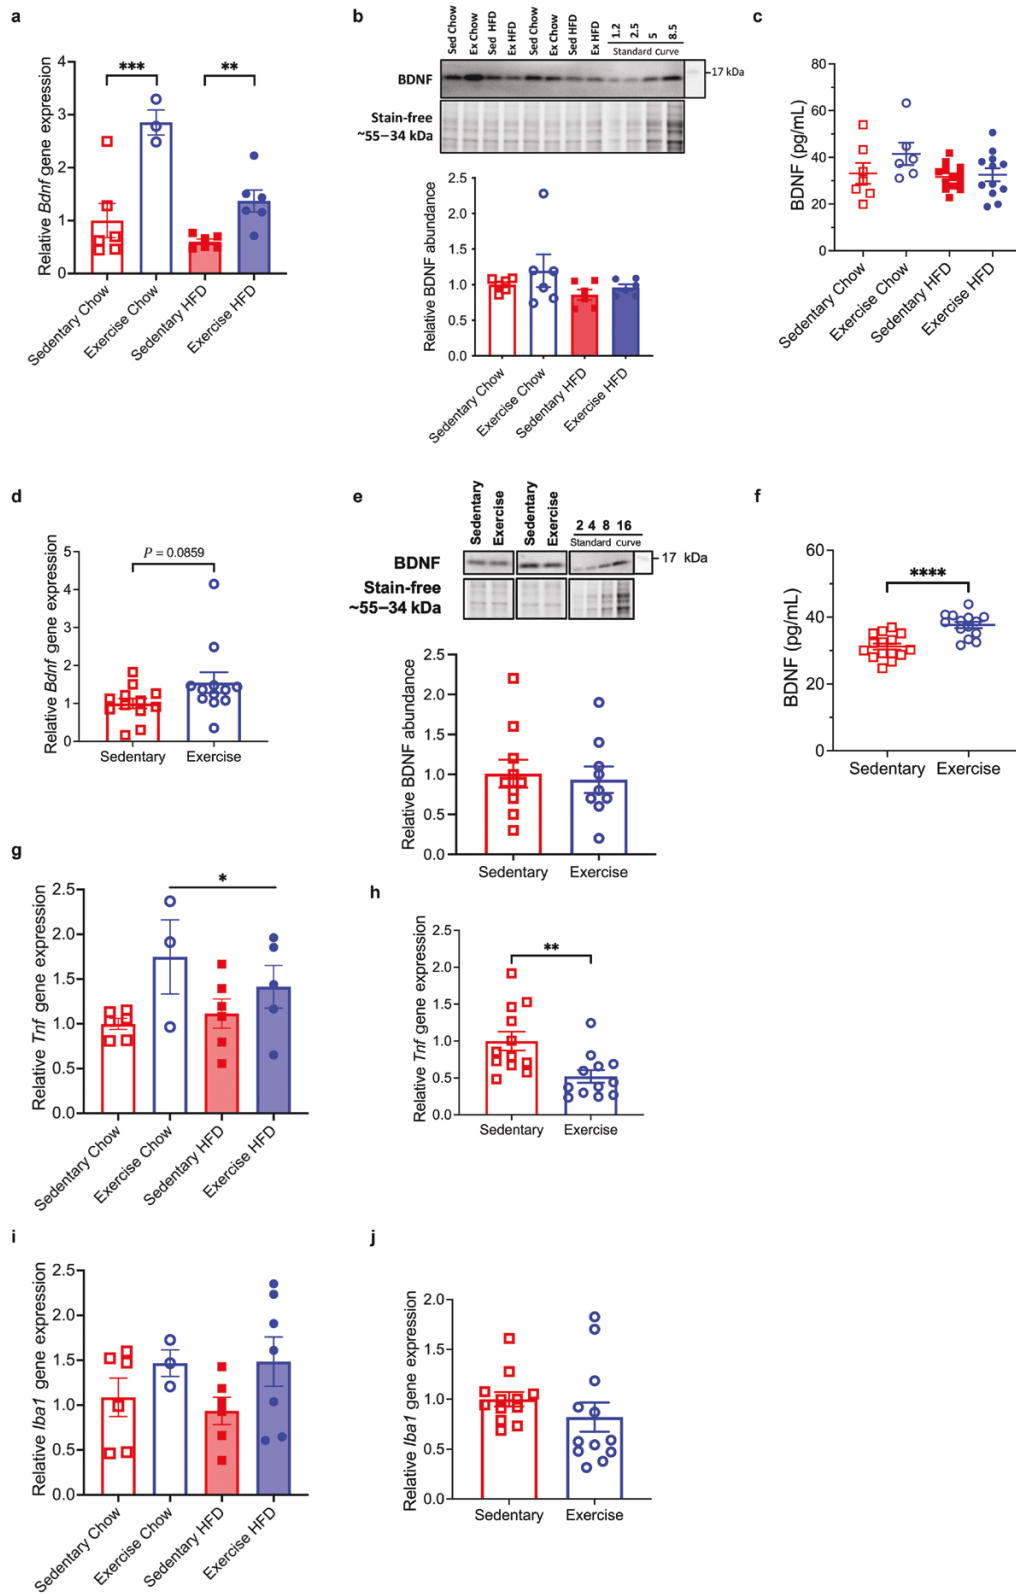 a
Relative Bdnf gene expression
4
3
2
1
0
***
**
Sedentary Chow
Exercise Chow
Sedentary HFD
Exercise HFD
b
Sed Chow
Ex Chow
Sed HFD
Ex HFD
Sed Chow
Ex Chow
Sed HFD
Ex HFD
1.2
2.5
5
8.5
Standard curve
BDNF
17 kDa
Stain-free
~55–34 kDa
Relative BDNF abundance
2.5
2.0
1.5
1.0
0.5
0.0
Sedentary Chow
Exercise Chow
Sedentary HFD
Exercise HFD
c
BDNF (pg/mL)
80
60
40
20
0
Sedentary Chow
Exercise Chow
Sedentary HFD
Exercise HFD
d
Relative Bdnf gene expression
5
4
3
2
1
0
P = 0.0859
Sedentary
Exercise
e
Sedentary
Exercise
Sedentary
Exercise
2 4 8 16
Standard curve
BDNF
17 kDa
Stain-free
~55–34 kDa
Relative BDNF abundance
2.5
2.0
1.5
1.0
0.5
0.0
Sedentary
Exercise
f
BDNF (pg/mL)
60
40
20
0
****
Sedentary
Exercise
g
Relative Tnf gene expression
2.5
2.0
1.5
1.0
0.5
0.0
*
Sedentary Chow
Exercise Chow
Sedentary HFD
Exercise HFD
h
Relative Tnf gene expression
2.5
2.0
1.5
1.0
0.5
0.0
**
Sedentary
Exercise
i
Relative Iba1 gene expression
2.5
2.0
1.5
1.0
0.5
0.0
Sedentary Chow
Exercise Chow
Sedentary HFD
Exercise HFD
j
Relative Iba1 gene expression
2.0
1.5
1.0
0.5
0.0
Sedentary
Exercise